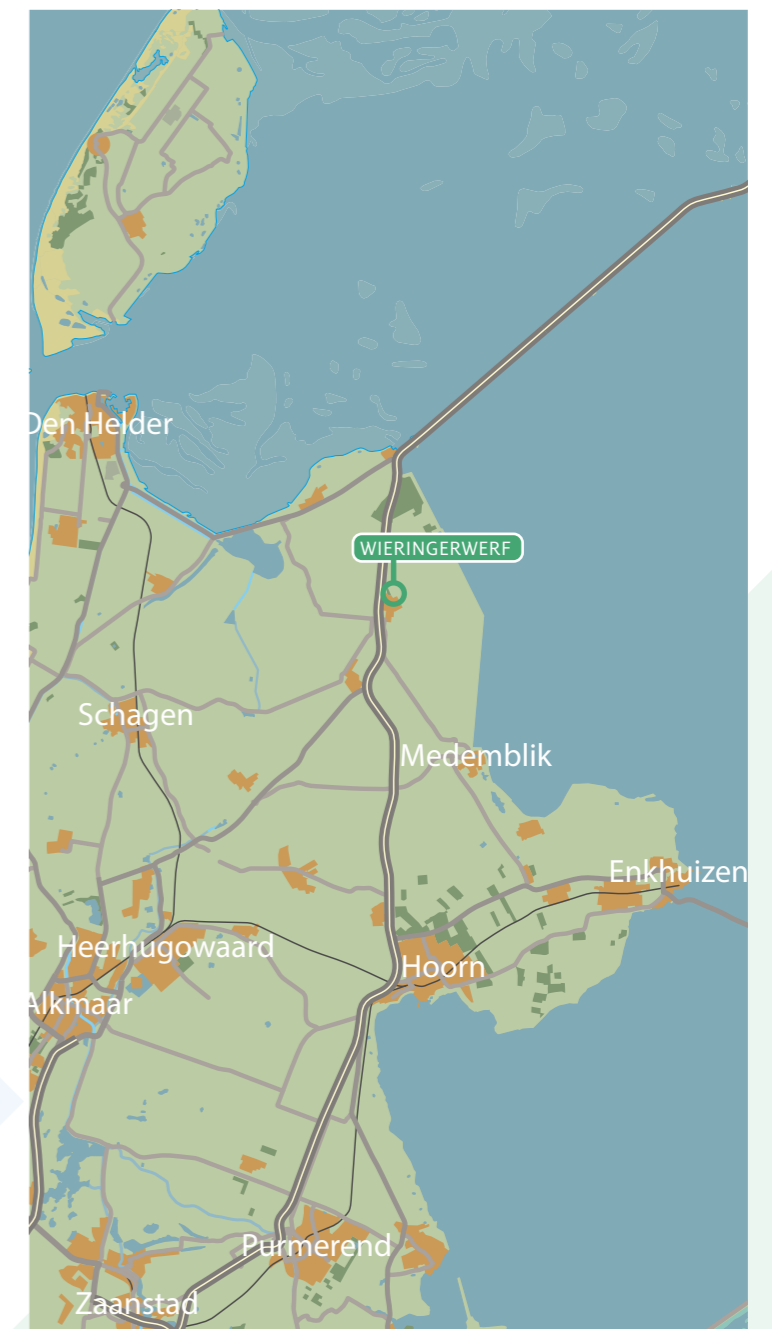 Den Helder
WIERINGERWERF
Schagen
Medemblik
Enkhuizen
Heerhugowaard
Hoorn
Alkmaar
Purmerend
Zaanstad